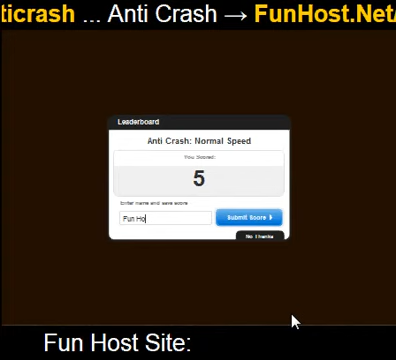 ticrash ... Anti Crash → FunHost.Net/
Leaderboard
Anti Crash: Normal Speed
You Scored:
5
Enter name and save score
Fun Ho
Submit Score
No Thanks
Fun Host Site: